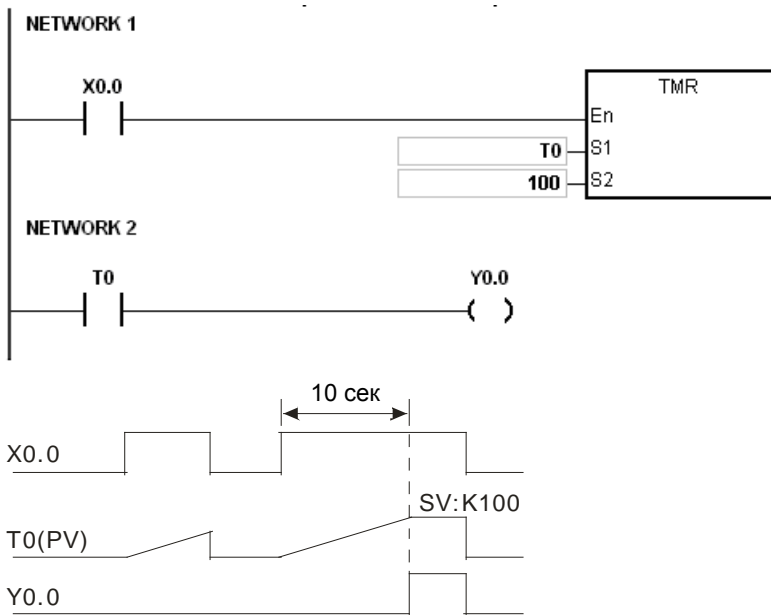 NETWORK 1
X0.0
TMR
En
T0 S1
100 S2
NETWORK 2
T0 Y0.0
10 сек
X0.0
SV:K100
T0(PV)
Y0.0